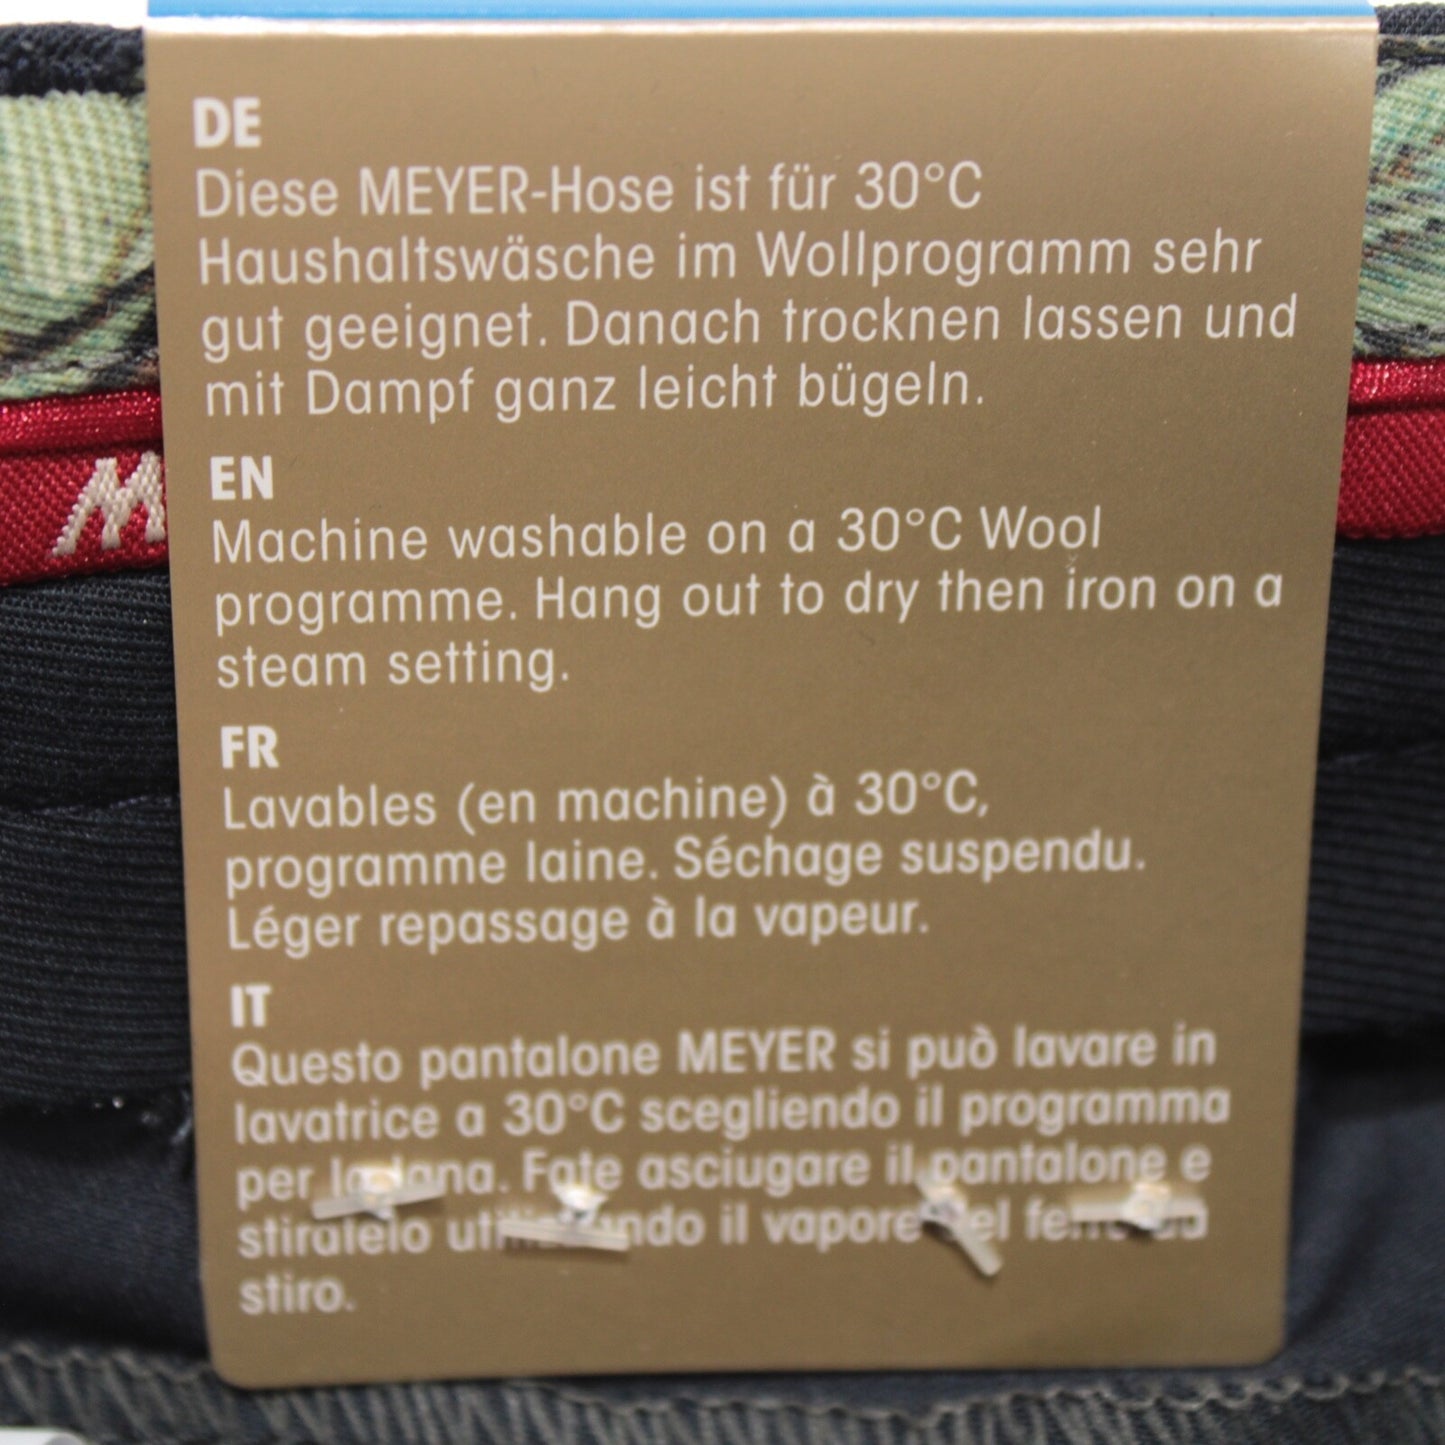 DE
Diese MEYER-Hose ist für 30°C
Haushaltswäsche im Wollprogramm sehr
gut geeignet. Danach trocknen lassen und
mit Dampf ganz leicht bügeln.
EN
Machine washable on a 30°C Wool
programme. Hang out to dry then iron on a
steam setting.
FR
Lavables (en machine) à 30°C,
programme laine. Séchage suspendu.
Léger repassage à la vapeur.
IT
Questo pantalone MEYER si può lavare in
lavatrice a 30°C scegliendo il programma
per la lana. Fate asciugare il pantalone e
stiratelo utilizzando il vapore del ferro da
stiro.
M